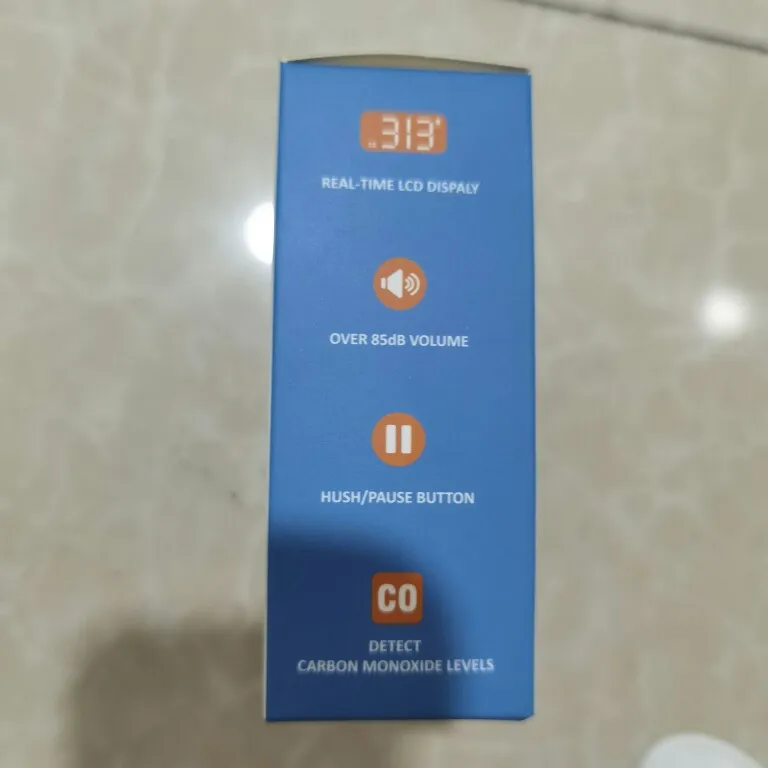 313
REAL-TIME LCD DISPALY
OVER 85dB VOLUME
HUSH/PAUSE BUTTON
CO
DETECT
CARBON MONOXIDE LEVELS